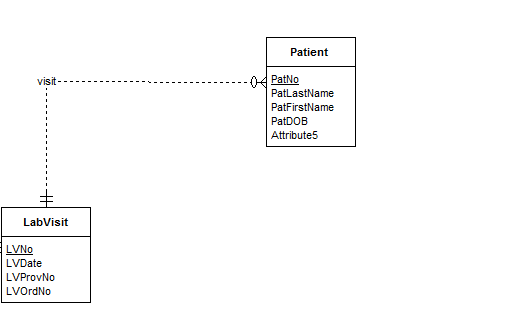 Patient
PatNo
PatLastName
PatFirstName
PatDOB
Attribute5
visit
LabVisit
LVNo
LVDate
LVProvNo
LVOrdNo